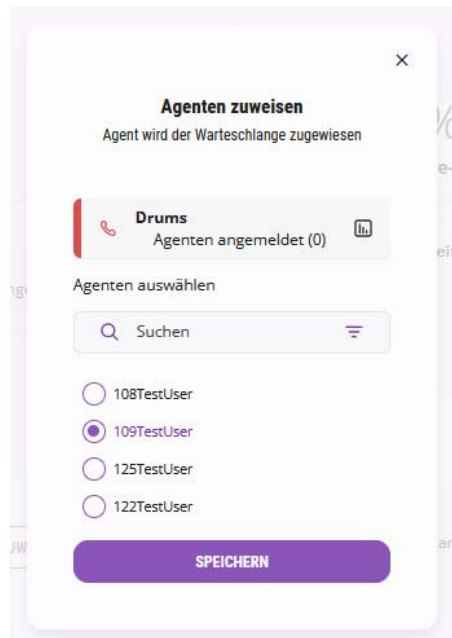 Agenten zuweisen
Agent wird der Warteschlange zugewiesen
Drums
Agenten angemeldet (0)
Agenten auswählen
Suchen
108TestUser
109TestUser
125TestUser
122TestUser
SPEICHERN